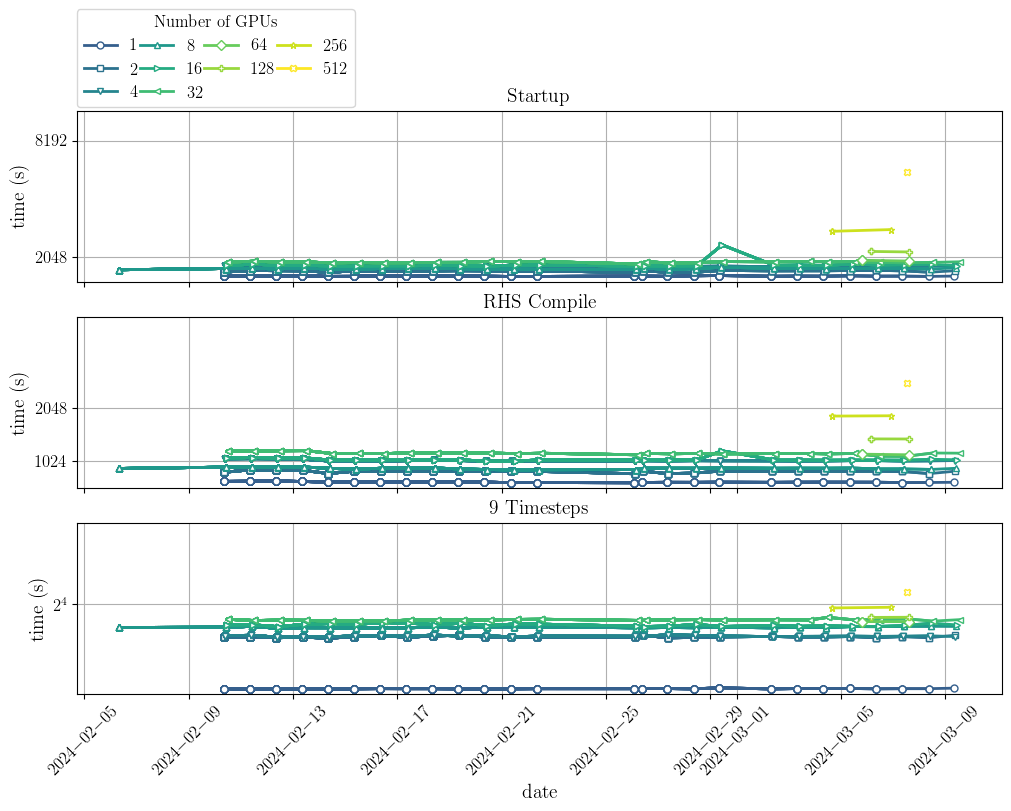 Number of GPUs
1 8 64 256
2 16 128 512
4 32
Startup
8192
2048
time (s)
RHS Compile
2048
1024
time (s)
9 Timesteps
2⁴
time (s)
2024−02−05 2024−02−09 2024−02−13 2024−02−17 2024−02−21 2024−02−25 2024−02−29 2024−03−01 2024−03−05 2024−03−09
date